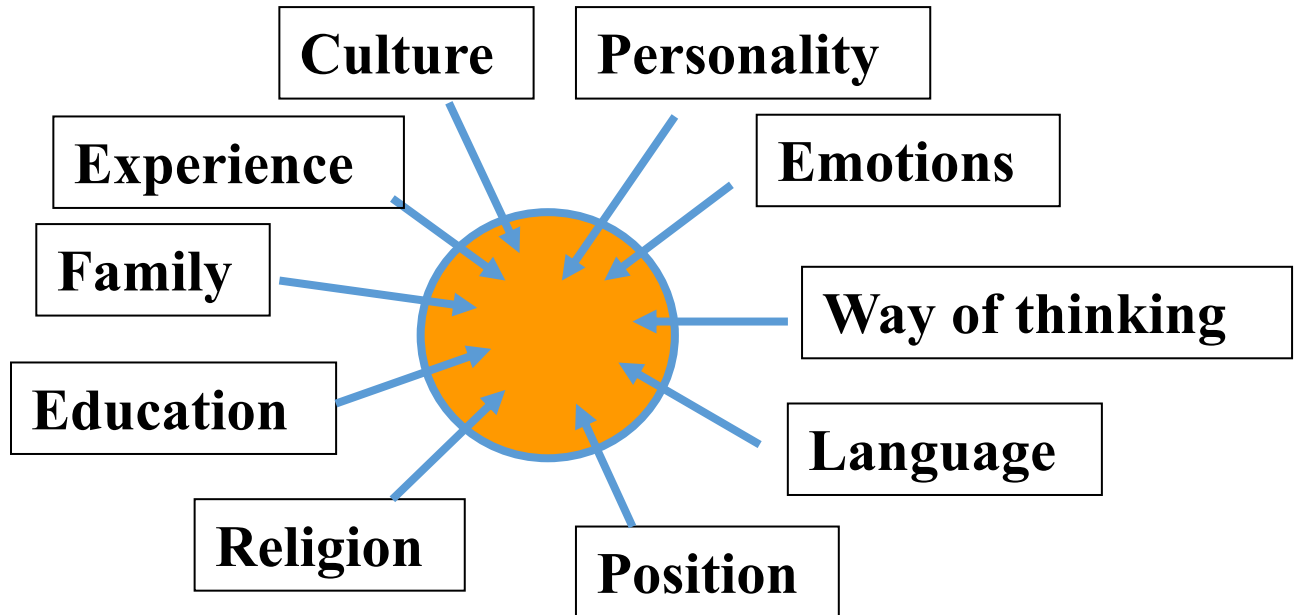 Culture
Personality
Experience
Emotions
Family
Way of thinking
Education
Language
Religion
Position